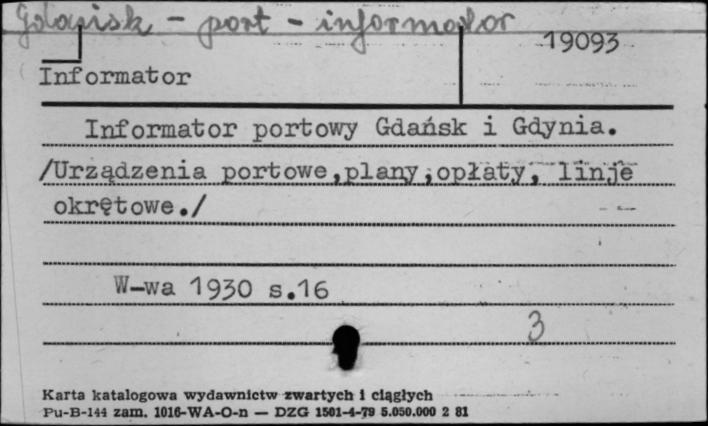 Gdańsk - port - informator
19093
Informator
Informator portowy Gdańsk i Gdynia.
/Urządzenia portowe,plany,opłaty, linje
okrętowe./
W-wa 1930 s.16
3
Karta katalogowa wydawnictw zwartych i ciągłych
Pu-B-144 zam. 1016-WA-O-n — DZG 1501-4-79 5.050.000 2 81